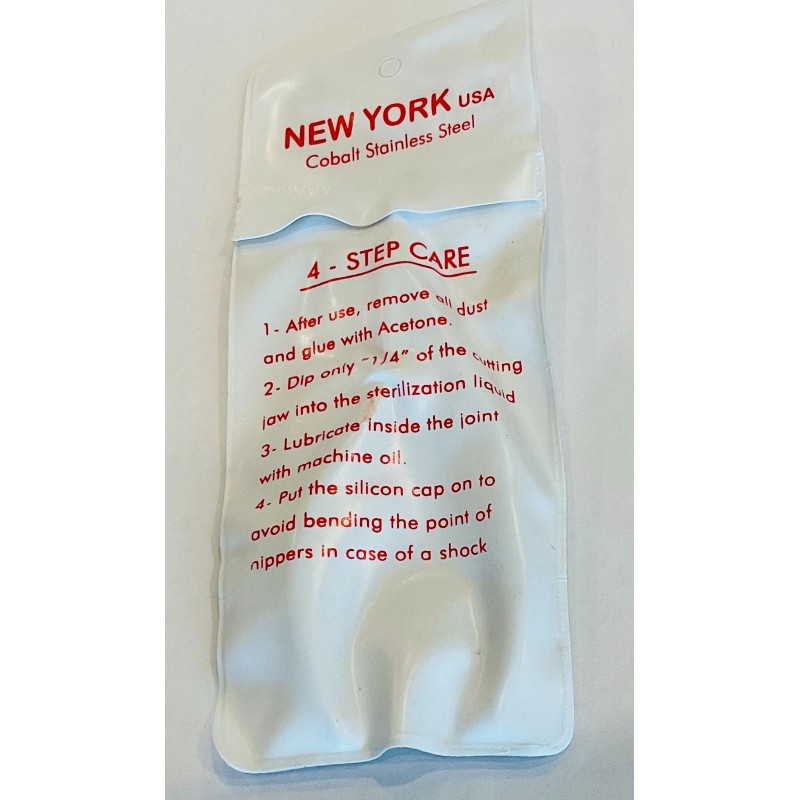 NEW YORK USA
Cobalt Stainless Steel
4 - STEP CARE
1- After use, remove all dust
and glue with Acetone.
2- Dip only ~1/4" of the cutting
jaw into the sterilization liquid
3- Lubricate inside the joint
with machine oil.
4- Put the silicon cap on to
avoid bending the point of
nippers in case of a shock